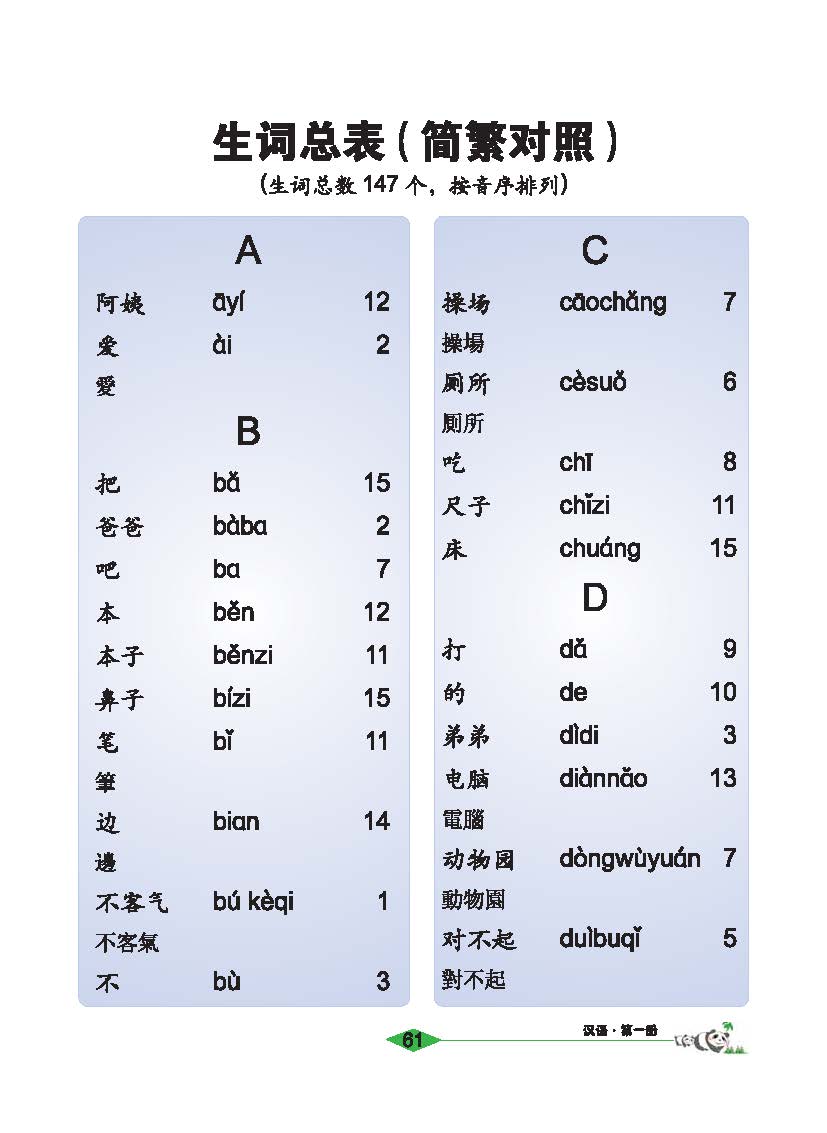 生词总表(简繁对照)
(生词总数 147 个，按音序排列)
A
阿姨 āyí 12
爱 ài 2
愛
B
把 bǎ 15
爸爸 bàba 2
吧 ba 7
本 běn 12
本子 běnzi 11
鼻子 bízi 15
笔 bǐ 11
筆
边 bian 14
邊
不客气 bú kèqi 1
不客氣
不 bù 3
C
操场 cāochǎng 7
操場
厕所 cèsuǒ 6
厠所
吃 chī 8
尺子 chǐzi 11
床 chuáng 15
D
打 dǎ 9
的 de 10
弟弟 dìdi 3
电脑 diànnǎo 13
電腦
动物园 dòngwùyuán 7
動物園
对不起 duìbuqǐ 5
對不起
61
汉语·第一册